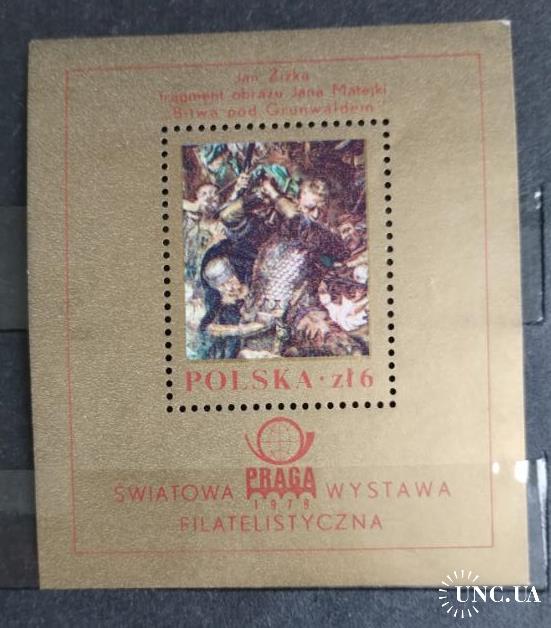 Jan Žižka
fragment obrazu Jana Matejki
"Bitwa pod Grunwaldem"
POLSKA · zł 6
PRAGA
1978
ŚWIATOWA WYSTAWA
FILATELISTYCZNA
UNC.UA